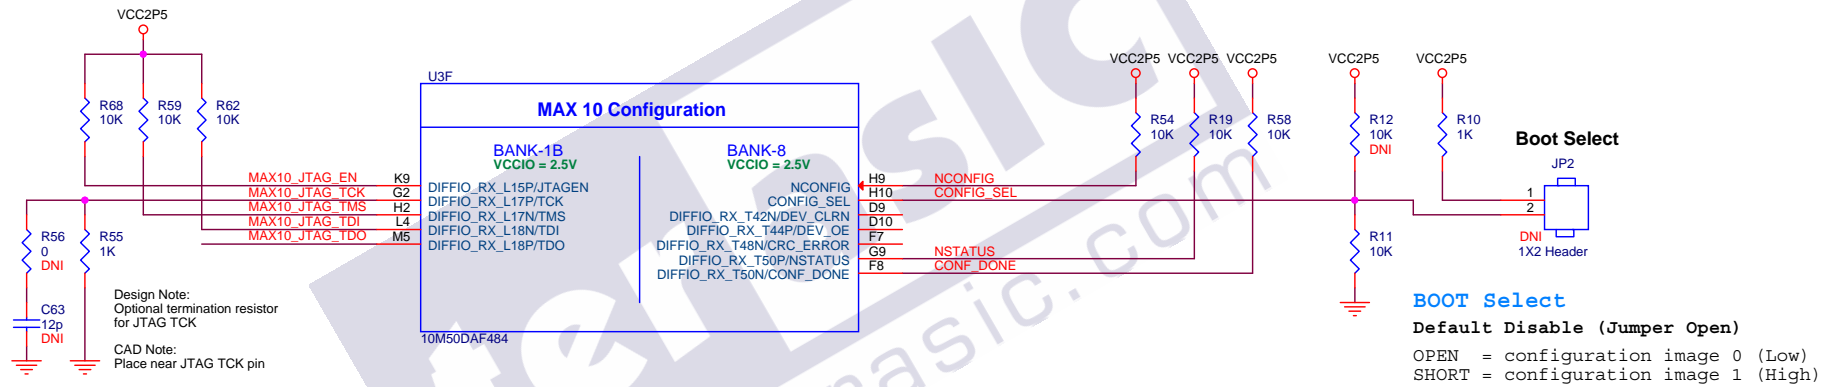 VCC2P5
R68
10K
R59
10K
R62
10K
MAX10_JTAG_EN
MAX10_JTAG_TCK
MAX10_JTAG_TMS
MAX10_JTAG_TDI
MAX10_JTAG_TDO
K9
G2
H2
L4
M5
R56
0
DNI
R55
1K
C63
12p
DNI
Design Note:
Optional termination resistor
for JTAG TCK
CAD Note:
Place near JTAG TCK pin
U3F
MAX 10 Configuration
BANK-1B
VCCIO = 2.5V
BANK-8
VCCIO = 2.5V
DIFFIO_RX_L15P/JTAGEN
DIFFIO_RX_L17P/TCK
DIFFIO_RX_L17N/TMS
DIFFIO_RX_L18N/TDI
DIFFIO_RX_L18P/TDO
NCONFIG
CONFIG_SEL
DIFFIO_RX_T42N/DEV_CLRN
DIFFIO_RX_T44P/DEV_OE
DIFFIO_RX_T48N/CRC_ERROR
DIFFIO_RX_T50P/NSTATUS
DIFFIO_RX_T50N/CONF_DONE
10M50DAF484
H9
H10
D9
D10
F7
G9
F8
NCONFIG
CONFIG_SEL
NSTATUS
CONF_DONE
VCC2P5
VCC2P5
VCC2P5
VCC2P5
VCC2P5
R54
10K
R19
10K
R58
10K
R12
10K
DNI
R10
1K
R11
10K
Boot Select
JP2
1
2
DNI
1X2 Header
BOOT Select
Default Disable (Jumper Open)
OPEN = configuration image 0 (Low)
SHORT = configuration image 1 (High)
terasic
asic.com